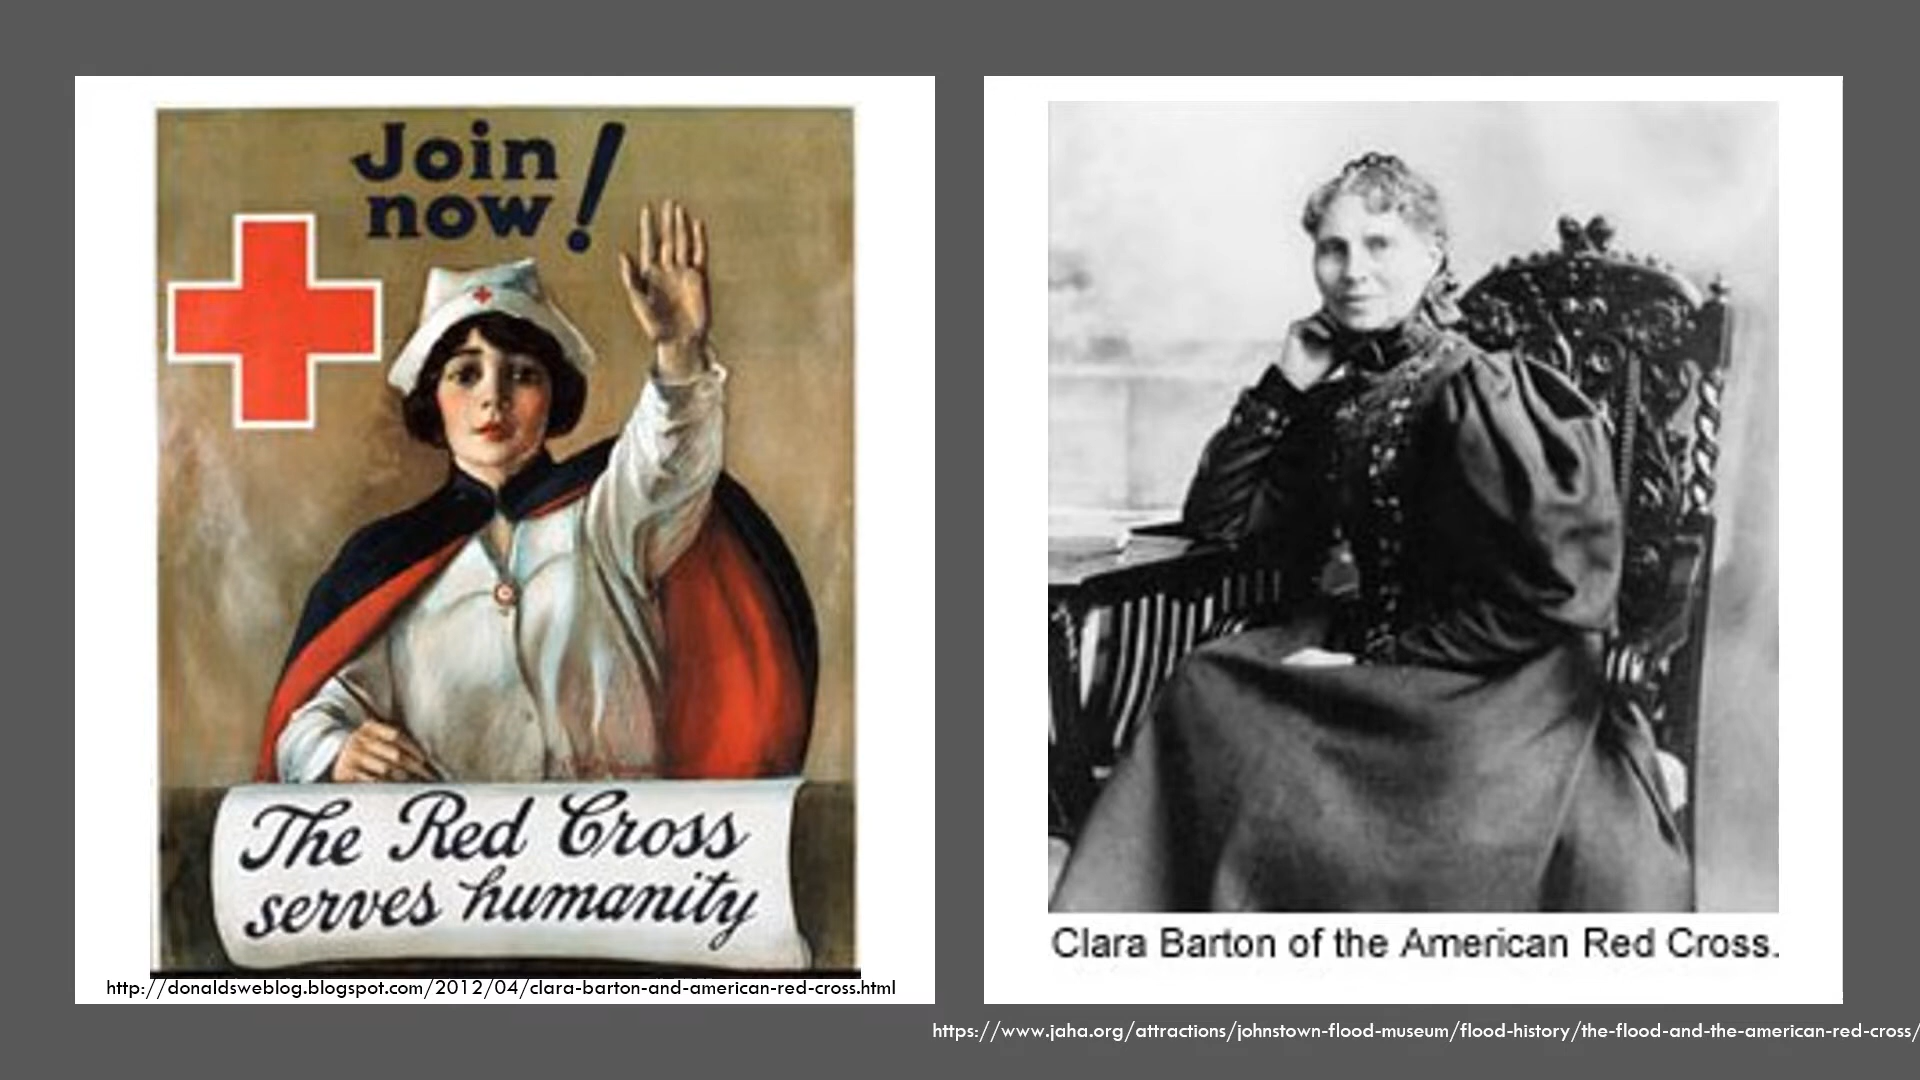 Join
now!
The Red Cross
serves humanity
http://donaldsweblog.blogspot.com/2012/04/clara-barton-and-american-red-cross.html
Clara Barton of the American Red Cross.
https://www.jaha.org/attractions/johnstown-flood-museum/flood-history/the-flood-and-the-american-red-cross/